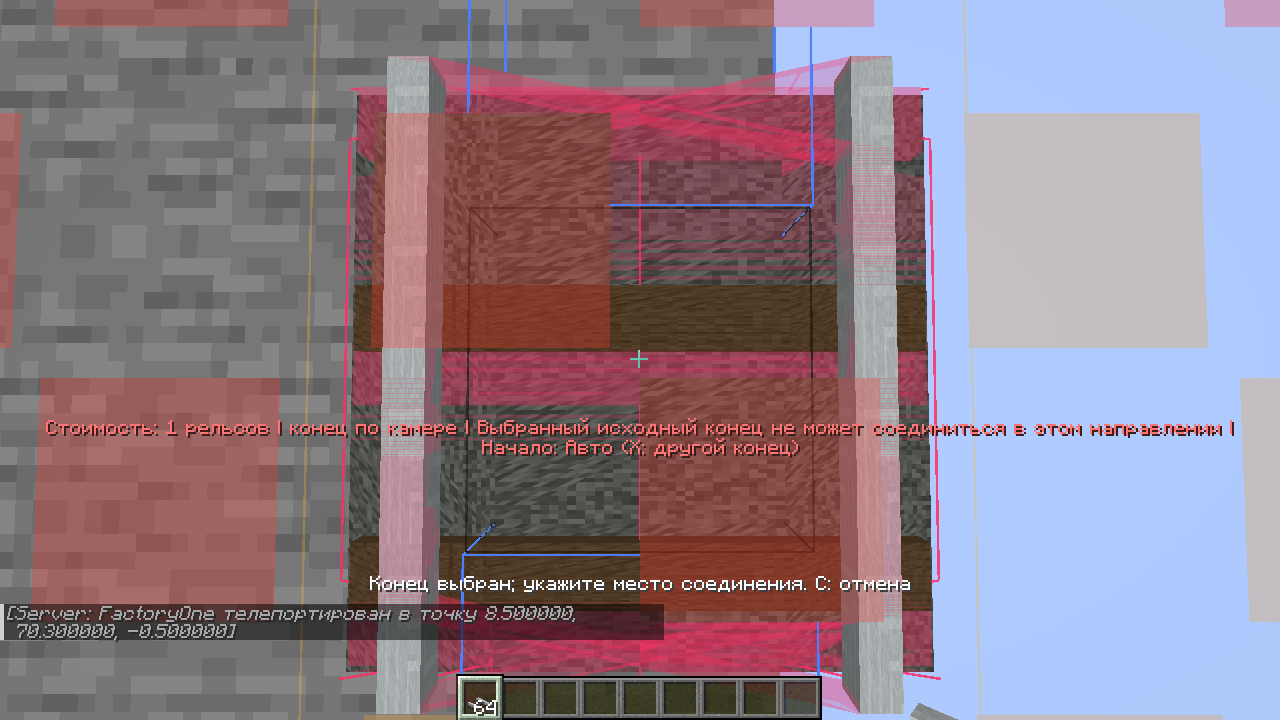 Стоимость: 1 рельсов | конец по камере | Выбранный исходный конец не может соединиться в этом направлении |
Начало: Авто (X: другой конец)
Конец выбран; укажите место соединения. C: отмена
[Server: FactoryOne телепортирован в точку 8.500000,
70.300000, -0.500000]
64